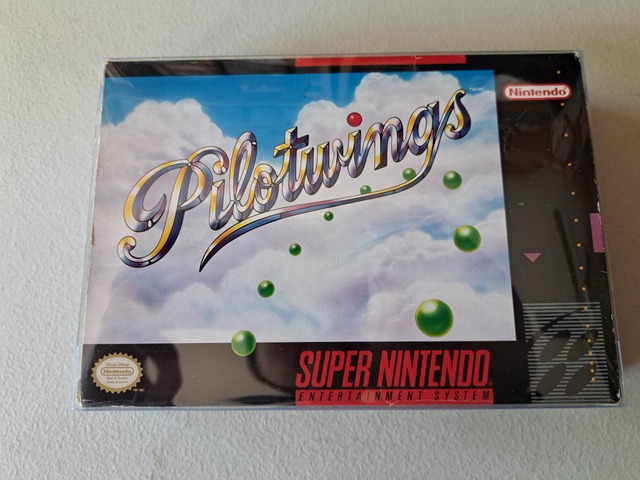 Pilotwings
Nintendo
Nintendo
SUPER NINTENDO
ENTERTAINMENT SYSTEM